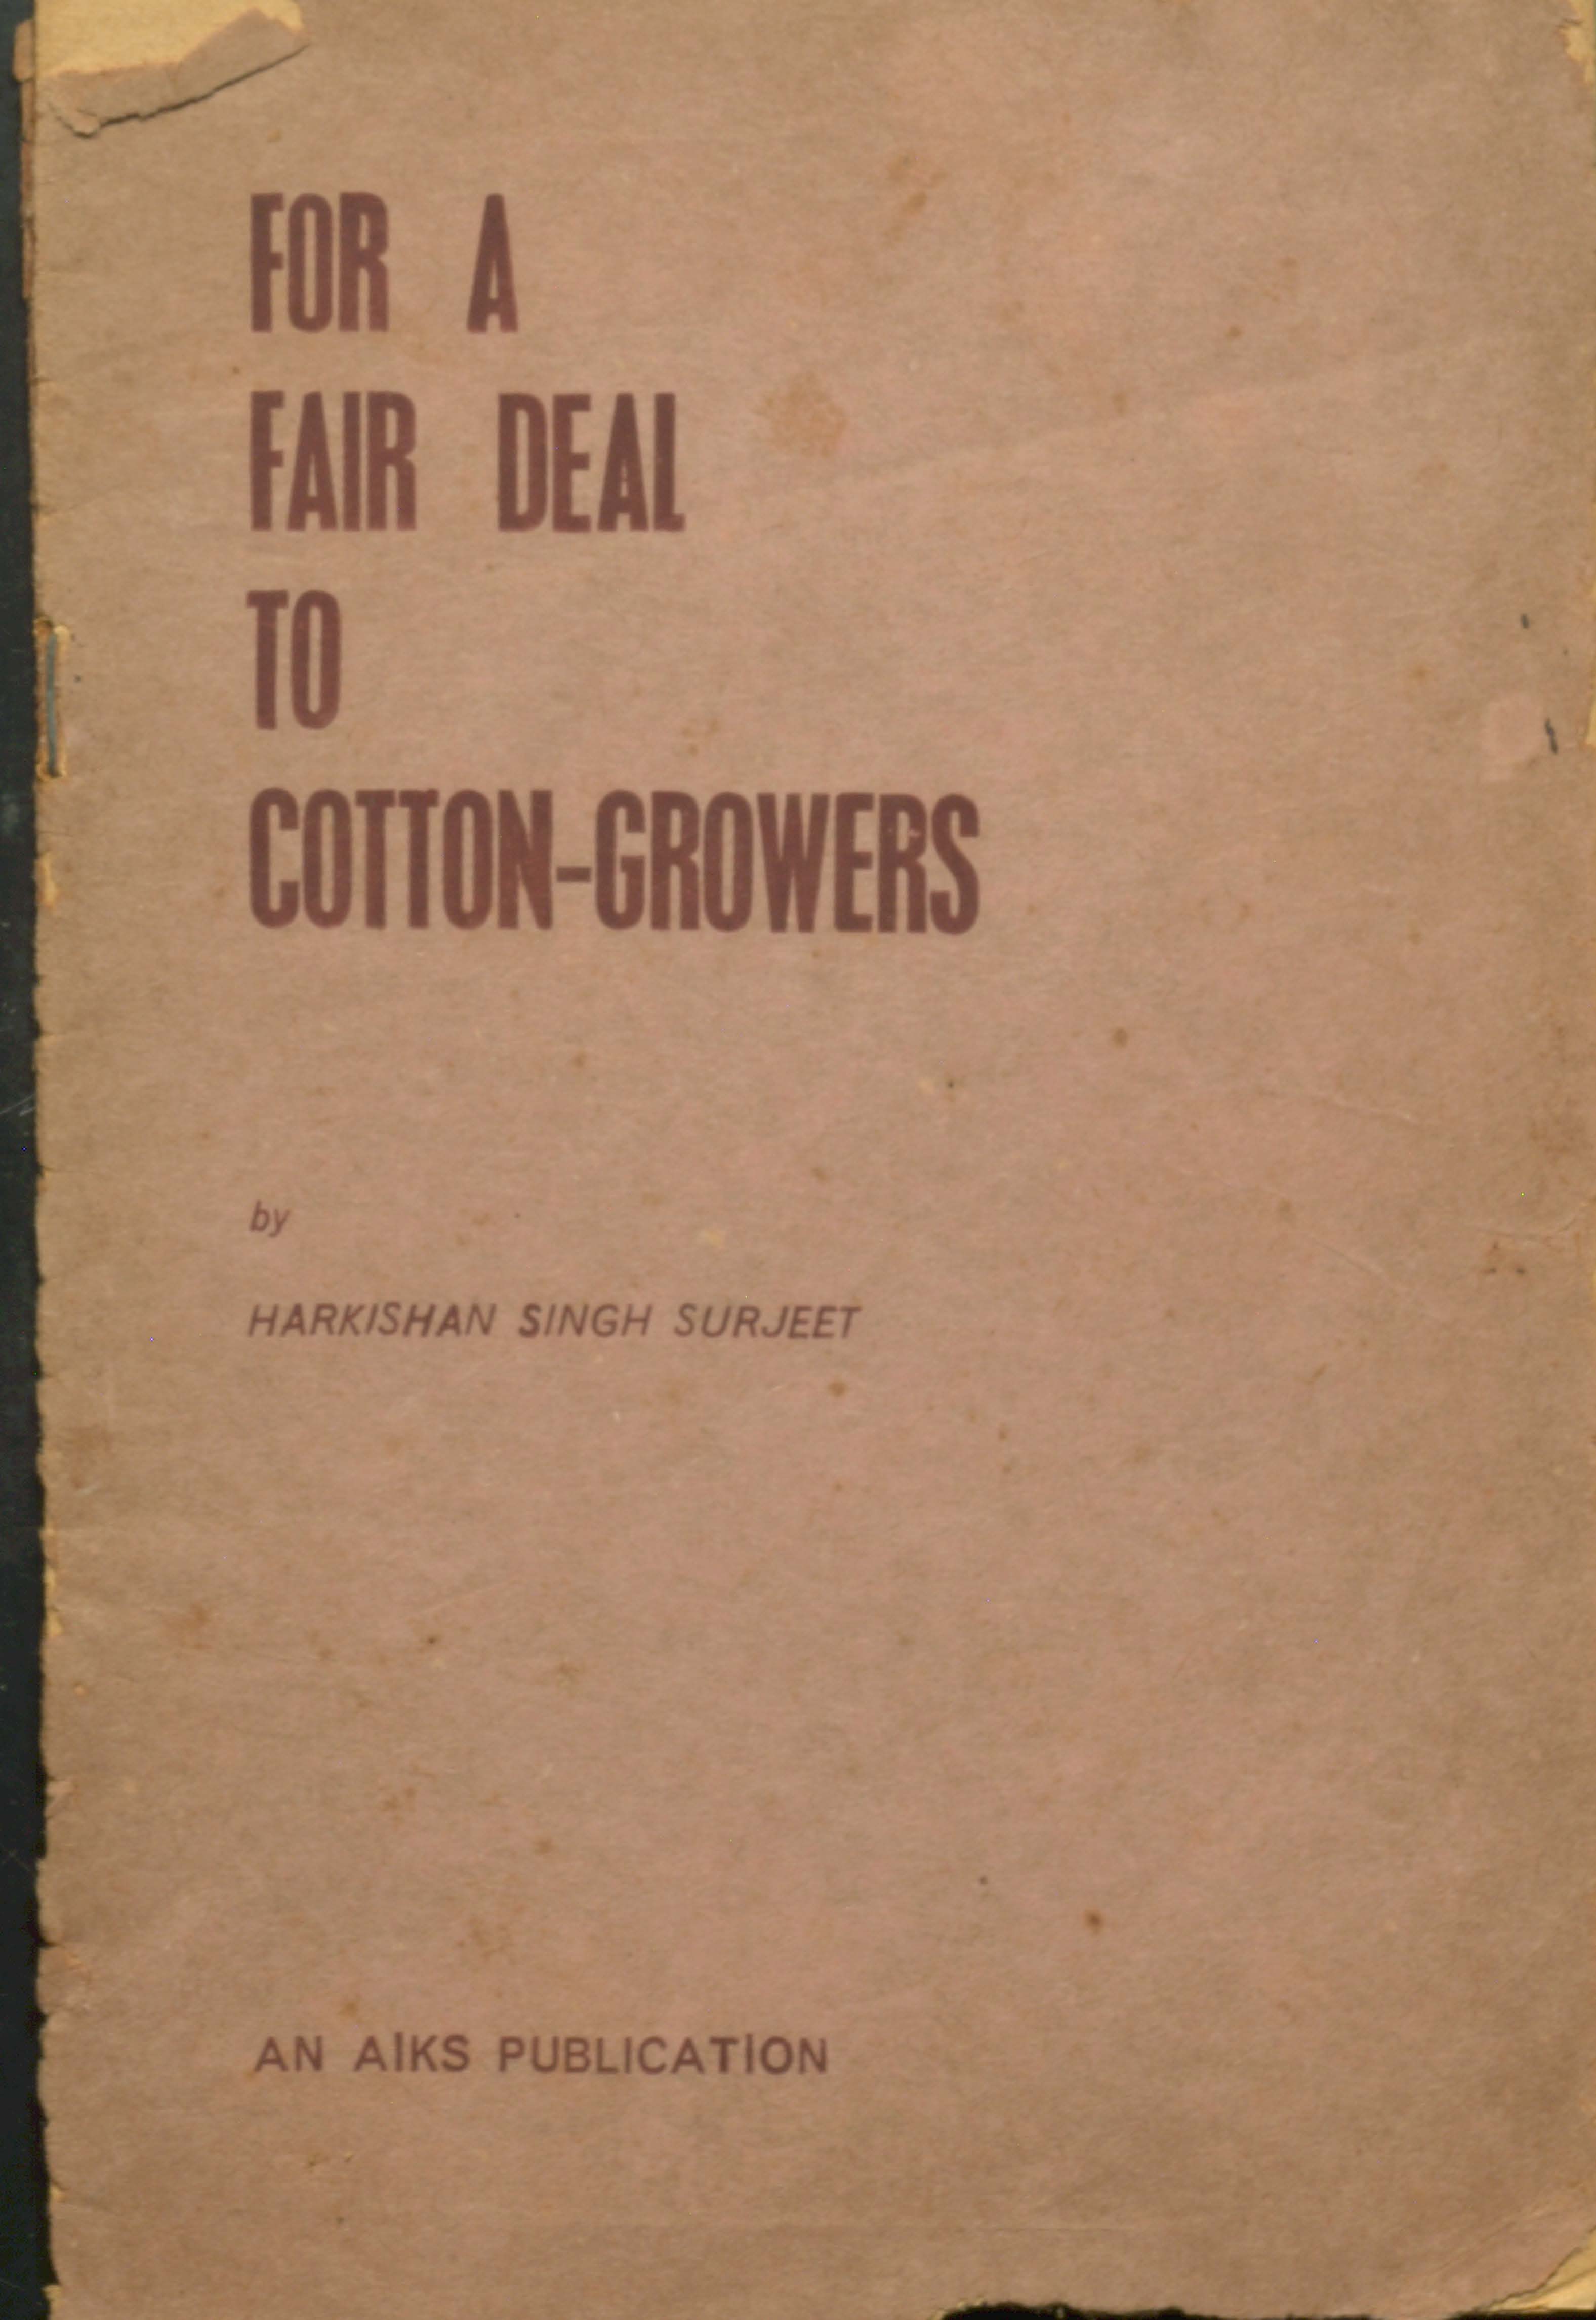 FOR A
FAIR DEAL
TO
COTTON-GROWERS
by
HARKISHAN SINGH SURJEET
AN AIKS PUBLICATION